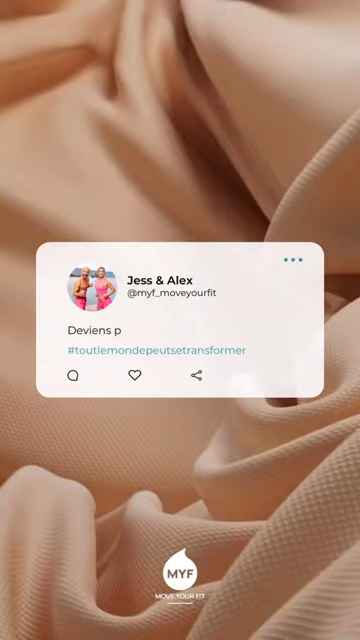 Jess & Alex
@myf_moveyourfit
Deviens p
#toutlemondepeutsetransformer
MYF
MOVE YOUR FIT